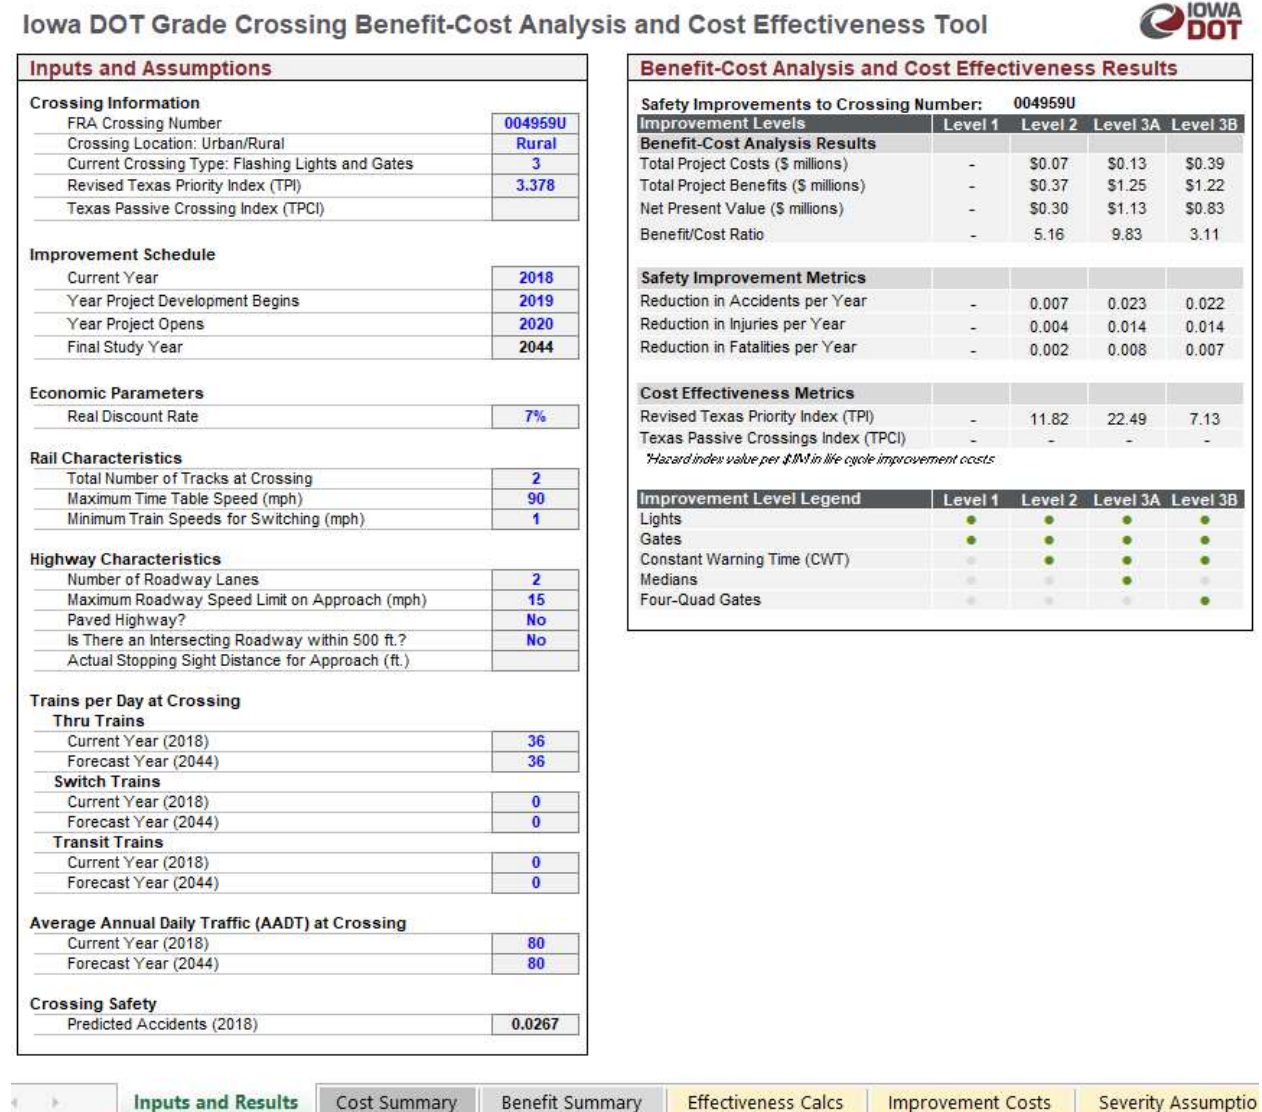 Iowa DOT Grade Crossing Benefit-Cost Analysis and Cost Effectiveness Tool
IOWA
DOT
Inputs and Assumptions
Crossing Information
FRA Crossing Number 004959U
Crossing Location: Urban/Rural Rural
Current Crossing Type: Flashing Lights and Gates 3
Revised Texas Priority Index (TPI) 3.378
Texas Passive Crossing Index (TPCI)
Improvement Schedule
Current Year 2018
Year Project Development Begins 2019
Year Project Opens 2020
Final Study Year 2044
Economic Parameters
Real Discount Rate 7%
Rail Characteristics
Total Number of Tracks at Crossing 2
Maximum Time Table Speed (mph) 90
Minimum Train Speeds for Switching (mph) 1
Highway Characteristics
Number of Roadway Lanes 2
Maximum Roadway Speed Limit on Approach (mph) 15
Paved Highway? No
Is There an Intersecting Roadway within 500 ft.? No
Actual Stopping Sight Distance for Approach (ft.)
Trains per Day at Crossing
Thru Trains
Current Year (2018) 36
Forecast Year (2044) 36
Switch Trains
Current Year (2018) 0
Forecast Year (2044) 0
Transit Trains
Current Year (2018) 0
Forecast Year (2044) 0
Average Annual Daily Traffic (AADT) at Crossing
Current Year (2018) 80
Forecast Year (2044) 80
Crossing Safety
Predicted Accidents (2018) 0.0267
Benefit-Cost Analysis and Cost Effectiveness Results
Safety Improvements to Crossing Number: 004959U
Improvement Levels Level 1 Level 2 Level 3A Level 3B
Benefit-Cost Analysis Results
Total Project Costs ($ millions) - $0.07 $0.13 $0.39
Total Project Benefits ($ millions) - $0.37 $1.25 $1.22
Net Present Value ($ millions) - $0.30 $1.13 $0.83
Benefit/Cost Ratio - 5.16 9.83 3.11
Safety Improvement Metrics
Reduction in Accidents per Year - 0.007 0.023 0.022
Reduction in Injuries per Year - 0.004 0.014 0.014
Reduction in Fatalities per Year - 0.002 0.008 0.007
Cost Effectiveness Metrics
Revised Texas Priority Index (TPI) - 11.82 22.49 7.13
Texas Passive Crossings Index (TPCI) - - - -
*Hazard index value per $1M in life cycle improvement costs
Improvement Level Legend Level 1 Level 2 Level 3A Level 3B
Lights
Gates
Constant Warning Time (CWT)
Medians
Four-Quad Gates
Inputs and Results Cost Summary Benefit Summary Effectiveness Calcs Improvement Costs Severity Assumptio